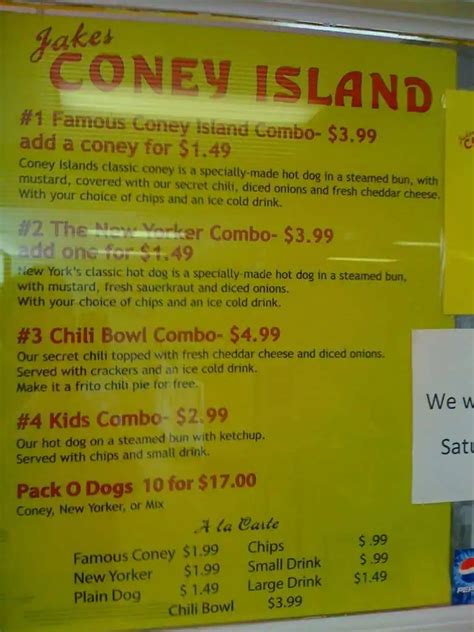 Jakes
CONEY ISLAND
#1 Famous Coney Island Combo- $3.99
add a coney for $1.49
Coney Islands classic coney is a specially-made hot dog in a steamed bun, with
mustard, covered with our secret chili, diced onions and fresh cheddar cheese.
With your choice of chips and an ice cold drink.
#2 The New Yorker Combo- $3.99
add one for $1.49
New York's classic hot dog is a specially-made hot dog in a steamed bun,
with mustard, fresh sauerkraut and diced onions.
With your choice of chips and an ice cold drink.
#3 Chili Bowl Combo- $4.99
Our secret chili topped with fresh cheddar cheese and diced onions.
Served with crackers and an ice cold drink.
Make it a frito chili pie for free.
#4 Kids Combo- $2.99
Our hot dog on a steamed bun with ketchup.
Served with chips and small drink.
Pack O Dogs 10 for $17.00
Coney, New Yorker, or Mix
A la Carte
Famous Coney $1.99 Chips $ .99
New Yorker $1.99 Small Drink $ .99
Plain Dog $1.49 Large Drink $1.49
Chili Bowl $3.99
We w
Satu
PEPS